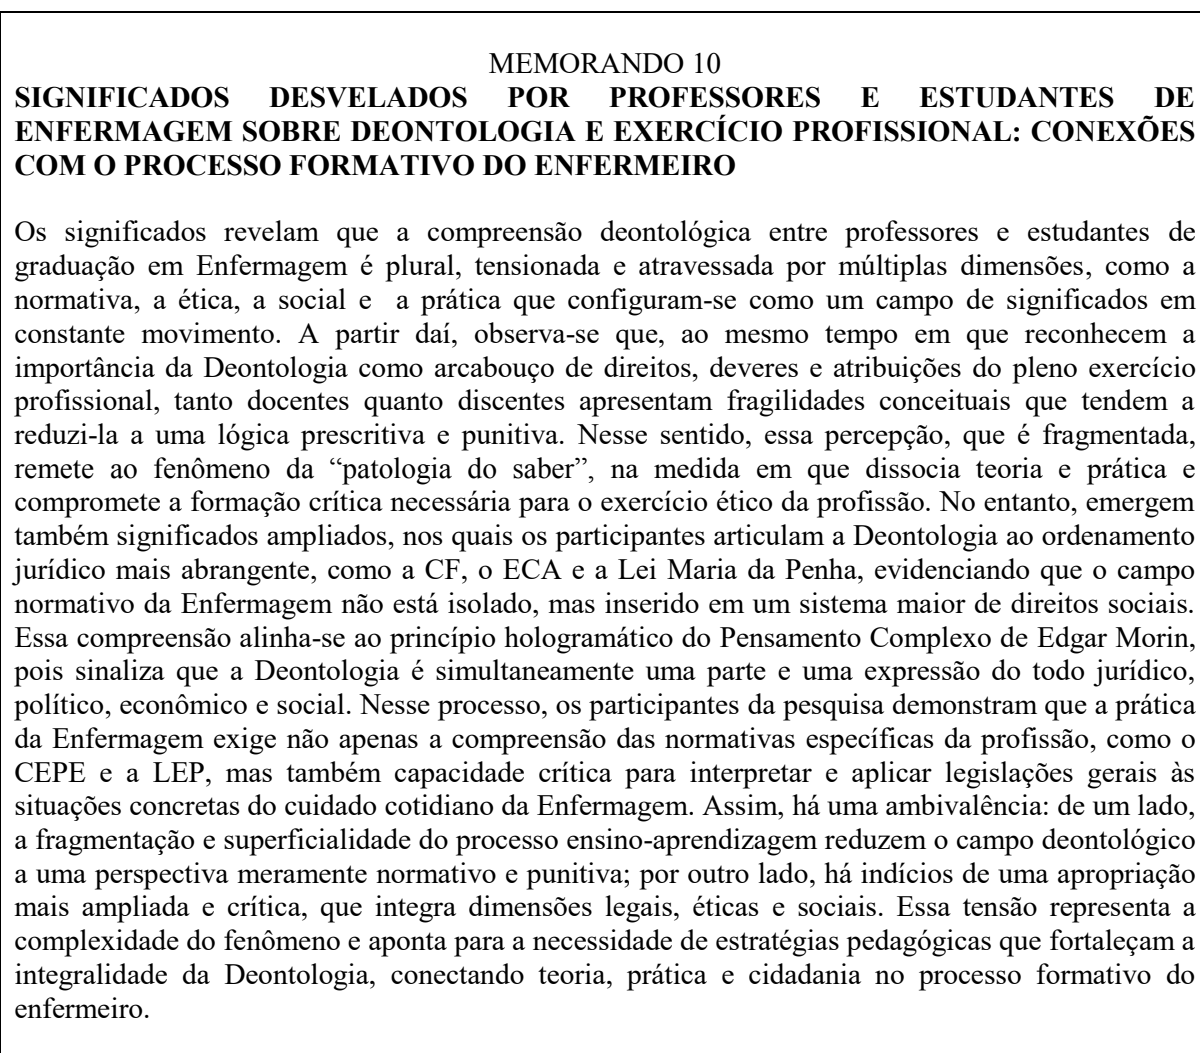 MEMORANDO 10
SIGNIFICADOS DESVELADOS POR PROFESSORES E ESTUDANTES DE
ENFERMAGEM SOBRE DEONTOLOGIA E EXERCÍCIO PROFISSIONAL: CONEXÕES
COM O PROCESSO FORMATIVO DO ENFERMEIRO
Os significados revelam que a compreensão deontológica entre professores e estudantes de
graduação em Enfermagem é plural, tensionada e atravessada por múltiplas dimensões, como a
normativa, a ética, a social e a prática que configuram-se como um campo de significados em
constante movimento. A partir daí, observa-se que, ao mesmo tempo em que reconhecem a
importância da Deontologia como arcabouço de direitos, deveres e atribuições do pleno exercício
profissional, tanto docentes quanto discentes apresentam fragilidades conceituais que tendem a
reduzi-la a uma lógica prescritiva e punitiva. Nesse sentido, essa percepção, que é fragmentada,
remete ao fenômeno da “patologia do saber”, na medida em que dissocia teoria e prática e
compromete a formação crítica necessária para o exercício ético da profissão. No entanto, emergem
também significados ampliados, nos quais os participantes articulam a Deontologia ao ordenamento
jurídico mais abrangente, como a CF, o ECA e a Lei Maria da Penha, evidenciando que o campo
normativo da Enfermagem não está isolado, mas inserido em um sistema maior de direitos sociais.
Essa compreensão alinha-se ao princípio hologramático do Pensamento Complexo de Edgar Morin,
pois sinaliza que a Deontologia é simultaneamente uma parte e uma expressão do todo jurídico,
político, econômico e social. Nesse processo, os participantes da pesquisa demonstram que a prática
da Enfermagem exige não apenas a compreensão das normativas específicas da profissão, como o
CEPE e a LEP, mas também capacidade crítica para interpretar e aplicar legislações gerais às
situações concretas do cuidado cotidiano da Enfermagem. Assim, há uma ambivalência: de um lado,
a fragmentação e superficialidade do processo ensino-aprendizagem reduzem o campo deontológico
a uma perspectiva meramente normativo e punitiva; por outro lado, há indícios de uma apropriação
mais ampliada e crítica, que integra dimensões legais, éticas e sociais. Essa tensão representa a
complexidade do fenômeno e aponta para a necessidade de estratégias pedagógicas que fortaleçam a
integralidade da Deontologia, conectando teoria, prática e cidadania no processo formativo do
enfermeiro.